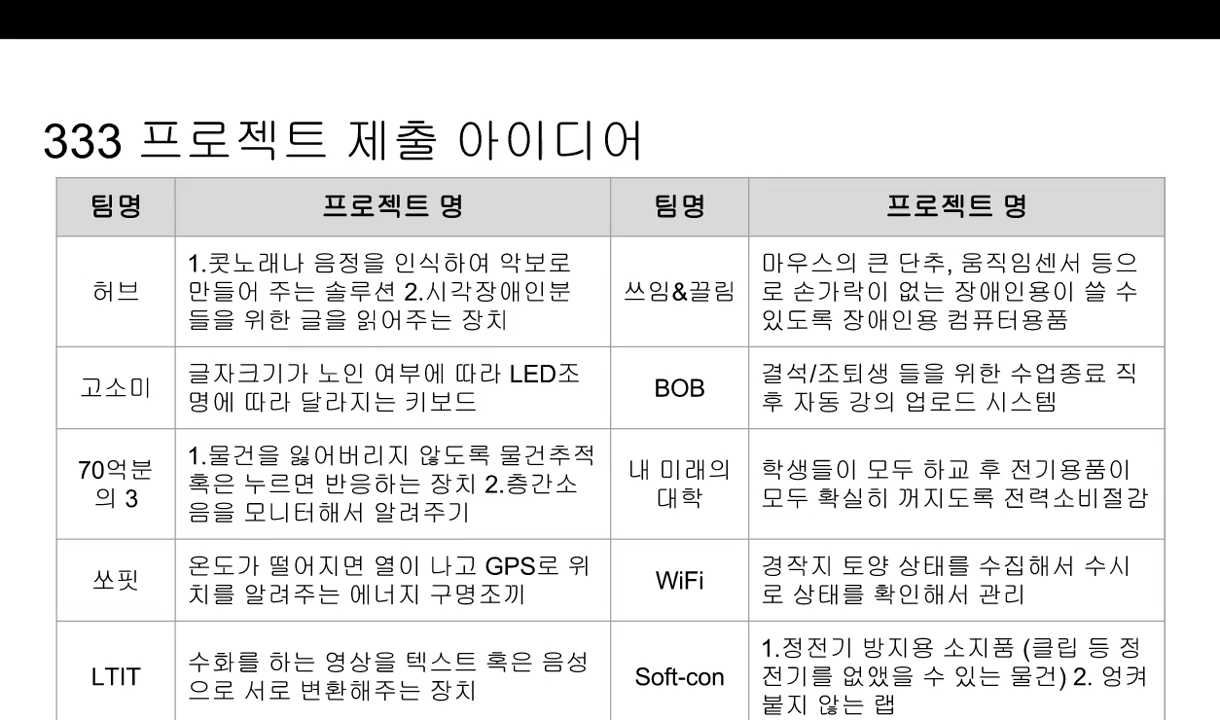 333 프로젝트 제출 아이디어
팀명
프로젝트 명
팀명
프로젝트 명
허브
1.콧노래나 음정을 인식하여 악보로
만들어 주는 솔루션 2.시각장애인분
들을 위한 글을 읽어주는 장치
쓰임&끌림
마우스의 큰 단추, 움직임센서 등으
로 손가락이 없는 장애인용이 쓸 수
있도록 장애인용 컴퓨터용품
고소미
글자크기가 노인 여부에 따라 LED조
명에 따라 달라지는 키보드
BOB
결석/조퇴생 들을 위한 수업종료 직
후 자동 강의 업로드 시스템
70억분
의 3
1.물건을 잃어버리지 않도록 물건추적
혹은 누르면 반응하는 장치 2.층간소
음을 모니터해서 알려주기
내 미래의
대학
학생들이 모두 하교 후 전기용품이
모두 확실히 꺼지도록 전력소비절감
쏘핏
온도가 떨어지면 열이 나고 GPS로 위
치를 알려주는 에너지 구명조끼
WiFi
경작지 토양 상태를 수집해서 수시
로 상태를 확인해서 관리
LTIT
수화를 하는 영상을 텍스트 혹은 음성
으로 서로 변환해주는 장치
Soft-con
1.정전기 방지용 소지품 (클립 등 정
전기를 없앴을 수 있는 물건) 2. 엉켜
붙지 않는 랩